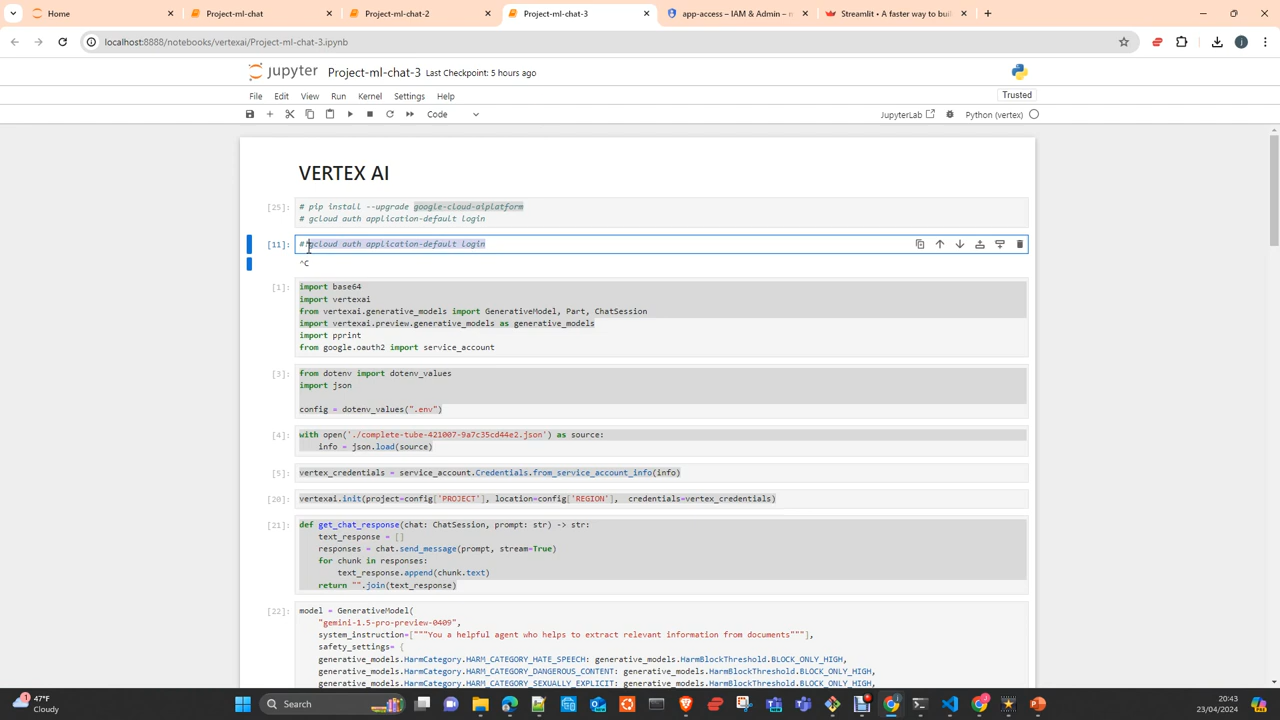 Home
Project-ml-chat
Project-ml-chat-2
Project-ml-chat-3
app-access – IAM & Admin – n
Streamlit • A faster way to buil
localhost:8888/notebooks/vertexai/Project-ml-chat-3.ipynb
jupyter Project-ml-chat-3 Last Checkpoint: 5 hours ago
File Edit View Run Kernel Settings Help
Trusted
Code
JupyterLab
Python (vertex)
VERTEX AI
[25]: # pip install --upgrade google-cloud-aiplatform
# gcloud auth application-default login
[11]: # gcloud auth application-default login
^C
[1]: import base64
import vertexai
from vertexai.generative_models import GenerativeModel, Part, ChatSession
import vertexai.preview.generative_models as generative_models
import pprint
from google.oauth2 import service_account
[3]: from dotenv import dotenv_values
import json
config = dotenv_values(".env")
[4]: with open('./complete-tube-421007-9a7c35cd44e2.json') as source:
info = json.load(source)
[5]: vertex_credentials = service_account.Credentials.from_service_account_info(info)
[20]: vertexai.init(project=config['PROJECT'], location=config['REGION'],  credentials=vertex_credentials)
[21]: def get_chat_response(chat: ChatSession, prompt: str) -> str:
text_response = []
responses = chat.send_message(prompt, stream=True)
for chunk in responses:
text_response.append(chunk.text)
return "".join(text_response)
[22]: model = GenerativeModel(
"gemini-1.5-pro-preview-0409",
system_instruction=["""You a helpful agent who helps to extract relevant information from documents"""],
safety_settings= {
generative_models.HarmCategory.HARM_CATEGORY_HATE_SPEECH: generative_models.HarmBlockThreshold.BLOCK_ONLY_HIGH,
generative_models.HarmCategory.HARM_CATEGORY_DANGEROUS_CONTENT: generative_models.HarmBlockThreshold.BLOCK_ONLY_HIGH,
generative_models.HarmCategory.HARM_CATEGORY_SEXUALLY_EXPLICIT: generative_models.HarmBlockThreshold.BLOCK_ONLY_HIGH,
47°F
Cloudy
Search
20:43
23/04/2024